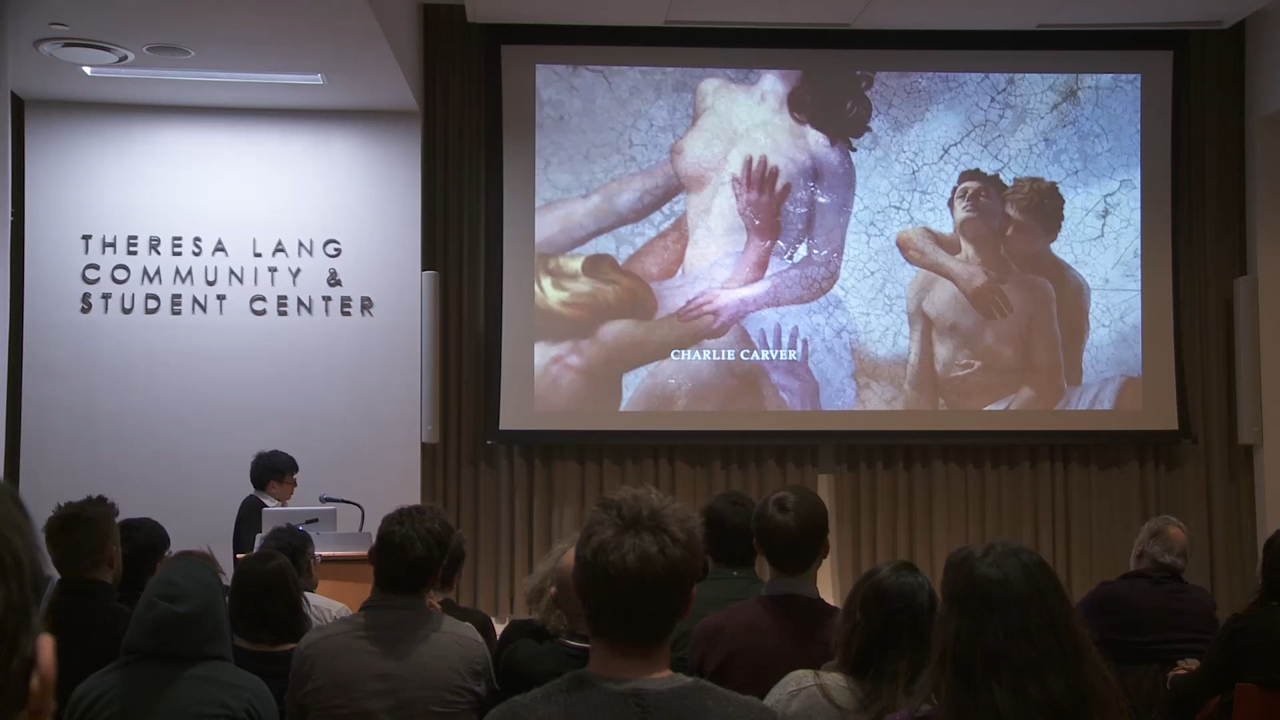 THERESA LANG
COMMUNITY &
STUDENT CENTER
CHARLIE CARVER